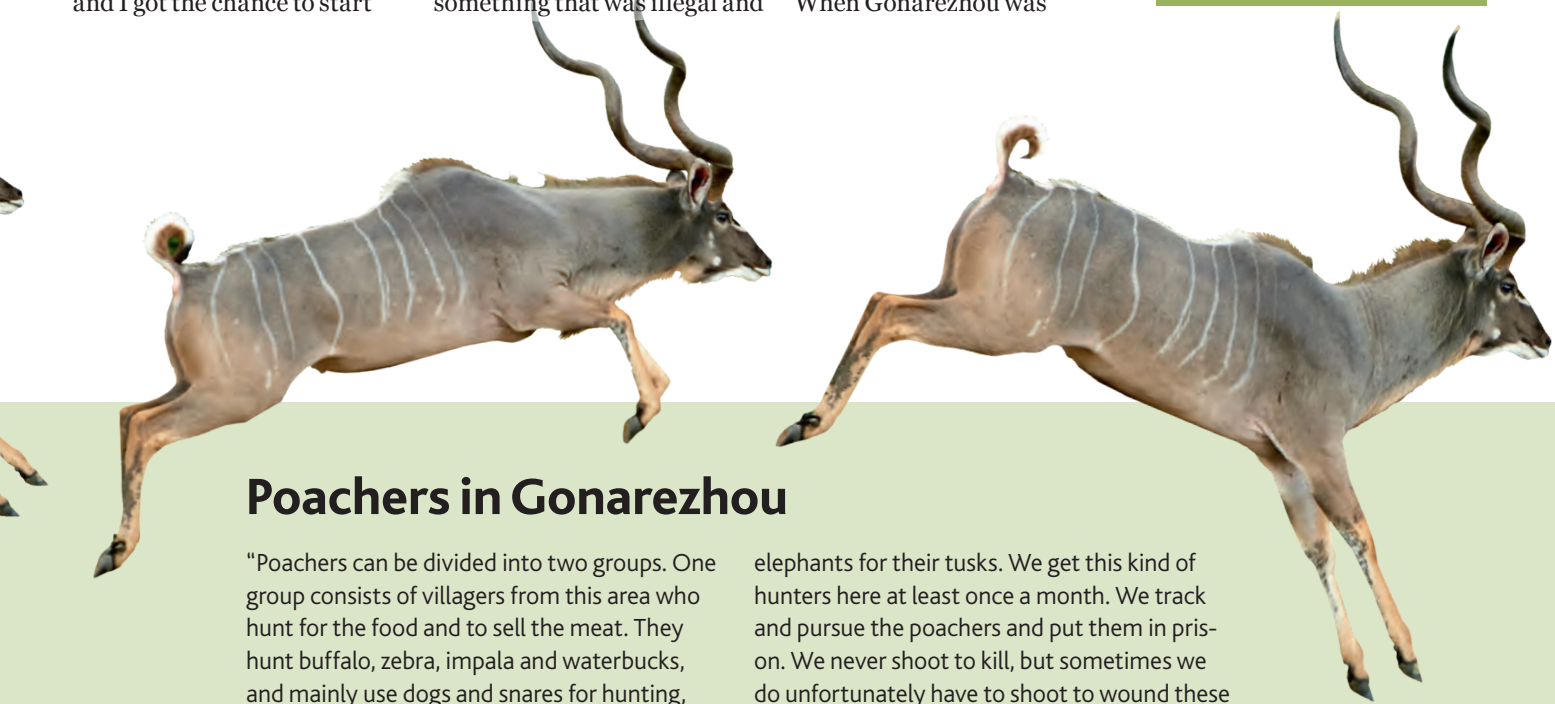 and I got the chance to start
something that was illegal and
When Gonarezhou was
Poachers in Gonarezhou
“Poachers can be divided into two groups. One
group consists of villagers from this area who
hunt for the food and to sell the meat. They
hunt buffalo, zebra, impala and waterbucks,
and mainly use dogs and snares for hunting,
elephants for their tusks. We get this kind of
hunters here at least once a month. We track
and pursue the poachers and put them in pris-
on. We never shoot to kill, but sometimes we
do unfortunately have to shoot to wound these